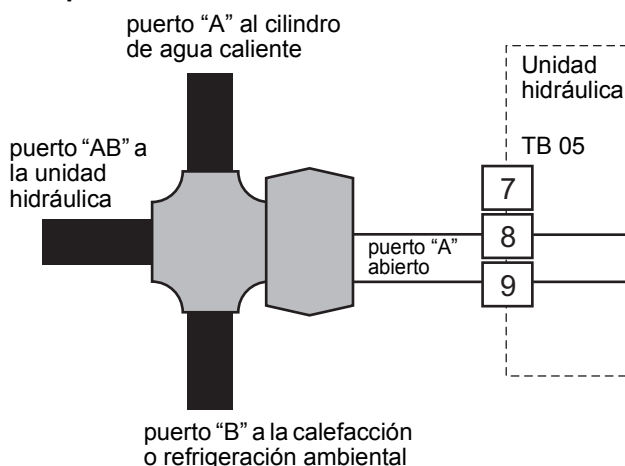 puerto “A” al cilindro
de agua caliente
Unidad
hidráulica
TB 05
puerto “AB” a
la unidad
hidráulica
7
8
9
puerto “A”
abierto
puerto “B” a la calefacción
o refrigeración ambiental